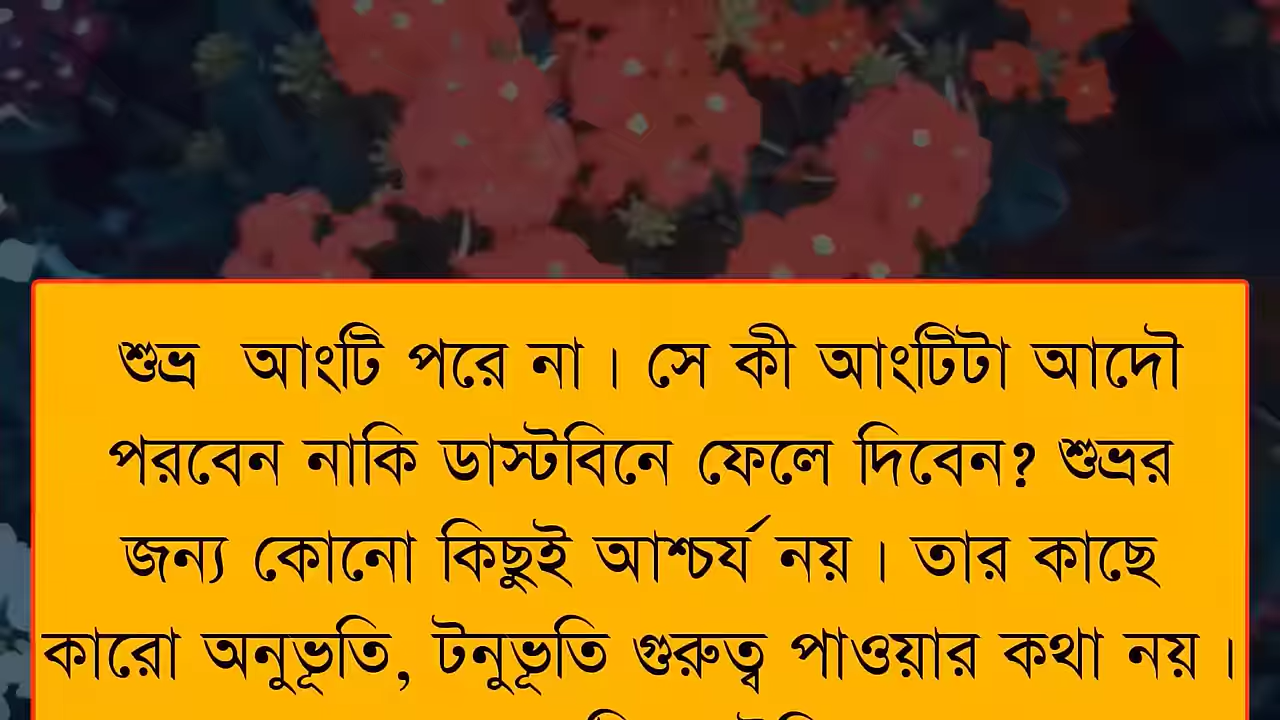 শুভ্র আংটি পরে না। সে কী আংটিটা আদৌ
পরবেন নাকি ডাস্টবিনে ফেলে দিবেন? শুভ্রর
জন্য কোনো কিছুই আশ্চর্য নয়। তার কাছে
কারো অনুভূতি, টনুভূতি গুরুত্ব পাওয়ার কথা নয়।